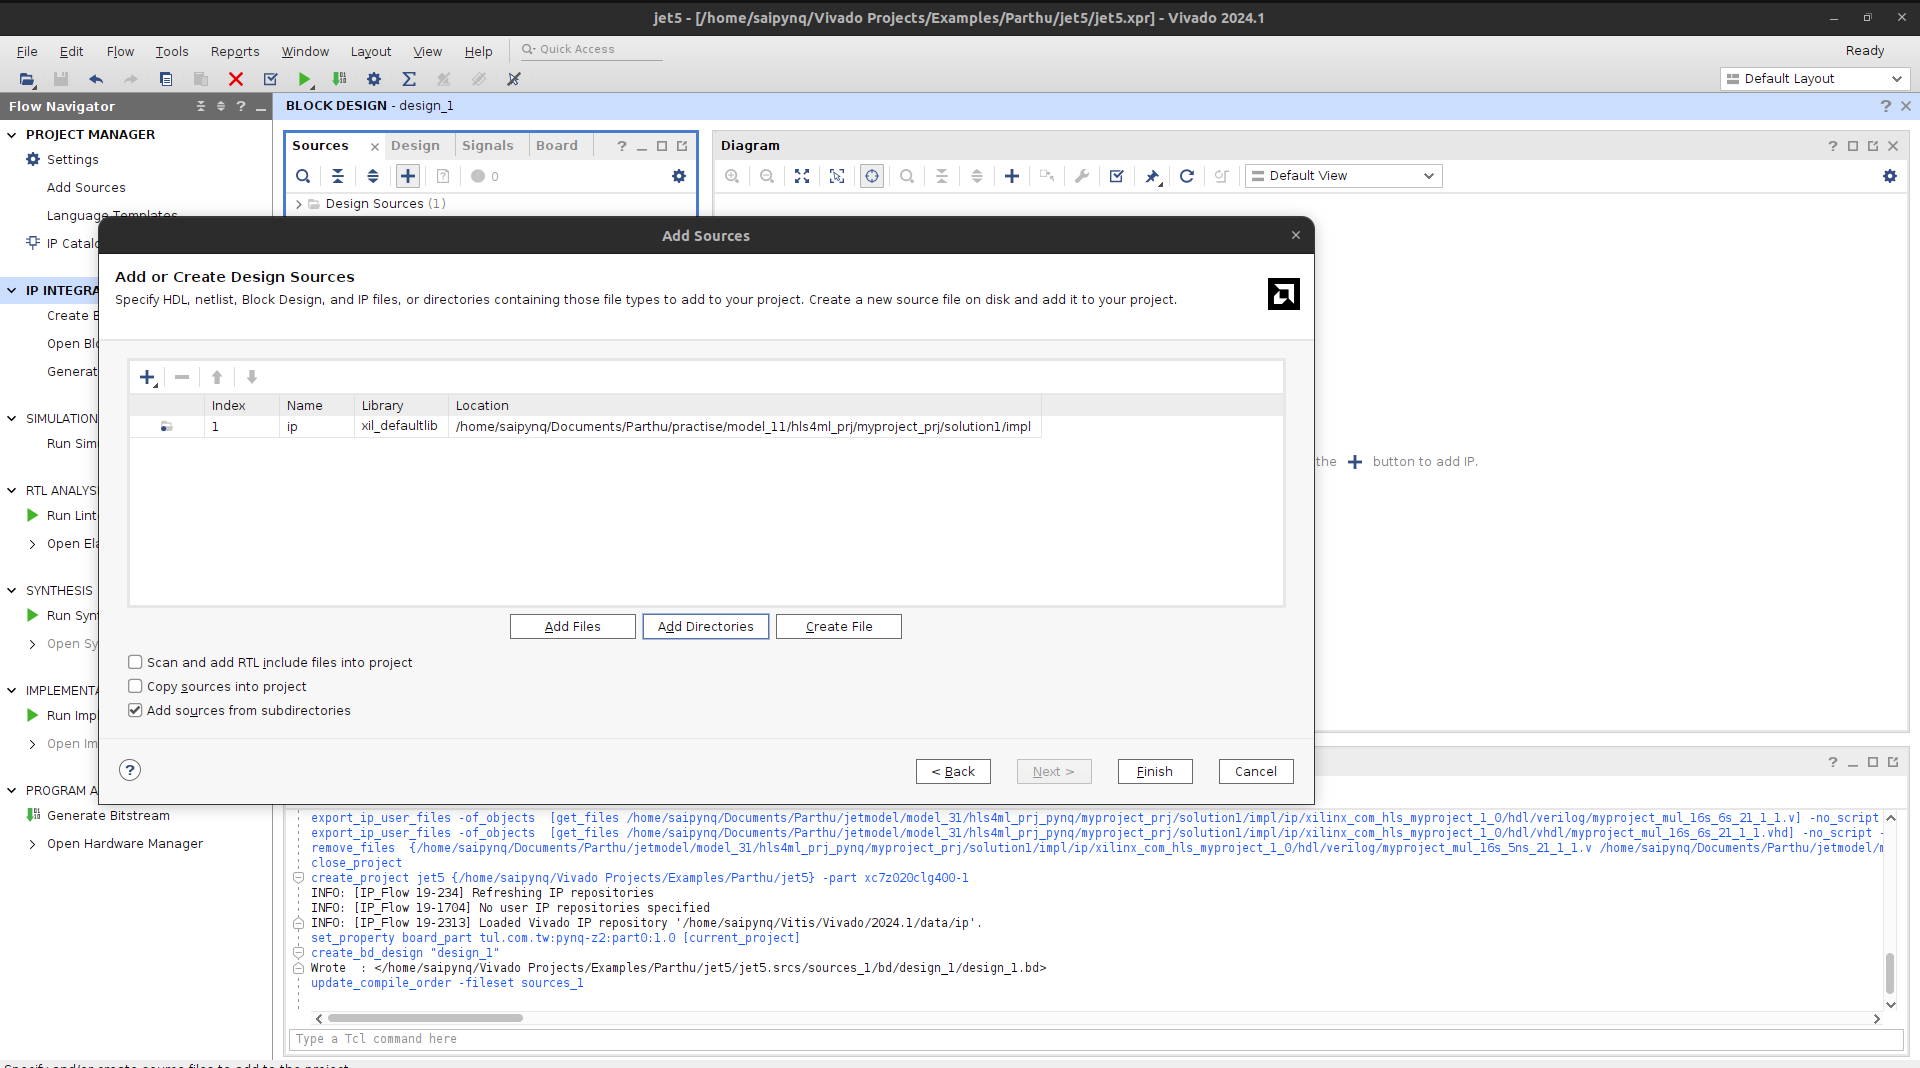 jet5 - [/home/saipynq/Vivado Projects/Examples/Parthu/jet5/jet5.xpr] - Vivado 2024.1
File Edit Flow Tools Reports Window Layout View Help Quick Access Ready
Default Layout
Flow Navigator
BLOCK DESIGN - design_1
PROJECT MANAGER
Settings
Add Sources
Language Templates
IP Catalo
IP INTEGRA
Create B
Open Blo
Generat
SIMULATION
Run Sim
RTL ANALYS
Run Lint
Open Ela
SYNTHESIS
Run Synt
Open Sy
IMPLEMENTA
Run Impl
Open Im
PROGRAM A
Generate Bitstream
Open Hardware Manager
Sources Design Signals Board
0
Design Sources (1)
Diagram
Default View
the + button to add IP.
Add Sources
Add or Create Design Sources
Specify HDL, netlist, Block Design, and IP files, or directories containing those file types to add to your project. Create a new source file on disk and add it to your project.
Index Name Library Location
1 ip xil_defaultlib /home/saipynq/Documents/Parthu/practise/model_11/hls4ml_prj/myproject_prj/solution1/impl
Add Files Add Directories Create File
Scan and add RTL include files into project
Copy sources into project
Add sources from subdirectories
? < Back Next > Finish Cancel
export_ip_user_files -of_objects [get_files /home/saipynq/Documents/Parthu/jetmodel/model_31/hls4ml_prj_pynq/myproject_prj/solution1/impl/ip/xilinx_com_hls_myproject_1_0/hdl/verilog/myproject_mul_16s_6s_21_1_1.v] -no_script
export_ip_user_files -of_objects [get_files /home/saipynq/Documents/Parthu/jetmodel/model_31/hls4ml_prj_pynq/myproject_prj/solution1/impl/ip/xilinx_com_hls_myproject_1_0/hdl/vhdl/myproject_mul_16s_6s_21_1_1.vhd] -no_script -
remove_files {/home/saipynq/Documents/Parthu/jetmodel/model_31/hls4ml_prj_pynq/myproject_prj/solution1/impl/ip/xilinx_com_hls_myproject_1_0/hdl/verilog/myproject_mul_16s_5ns_21_1_1.v /home/saipynq/Documents/Parthu/jetmodel/m
close_project
create_project jet5 {/home/saipynq/Vivado Projects/Examples/Parthu/jet5} -part xc7z020clg400-1
INFO: [IP_Flow 19-234] Refreshing IP repositories
INFO: [IP_Flow 19-1704] No user IP repositories specified
INFO: [IP_Flow 19-2313] Loaded Vivado IP repository '/home/saipynq/Vitis/Vivado/2024.1/data/ip'.
set_property board_part tul.com.tw:pynq-z2:part0:1.0 [current_project]
create_bd_design "design_1"
Wrote : </home/saipynq/Vivado Projects/Examples/Parthu/jet5/jet5.srcs/sources_1/bd/design_1/design_1.bd>
update_compile_order -fileset sources_1
Type a Tcl command here
Specify and/or create source files to add to the project